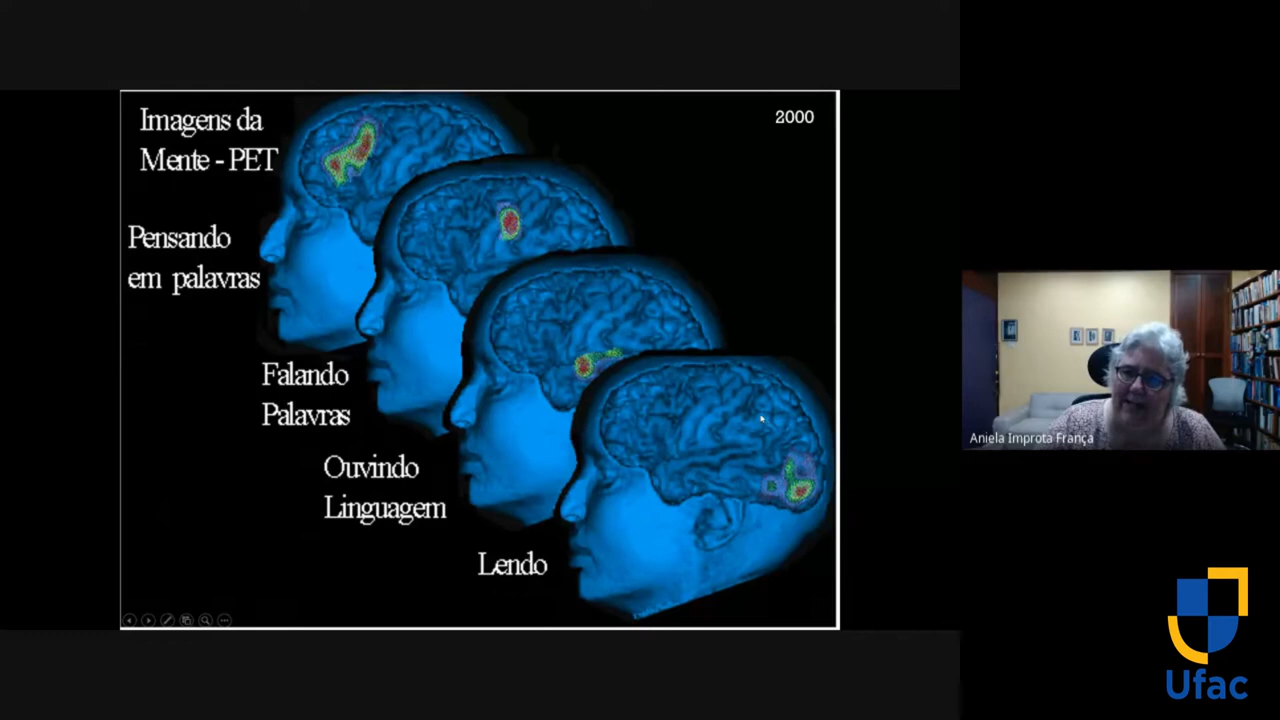 Imagens da
Mente - PET
2000
Pensando
em palavras
Falando
Palavras
Ouvindo
Linguagem
Lendo
Aniela Improta França
Ufac